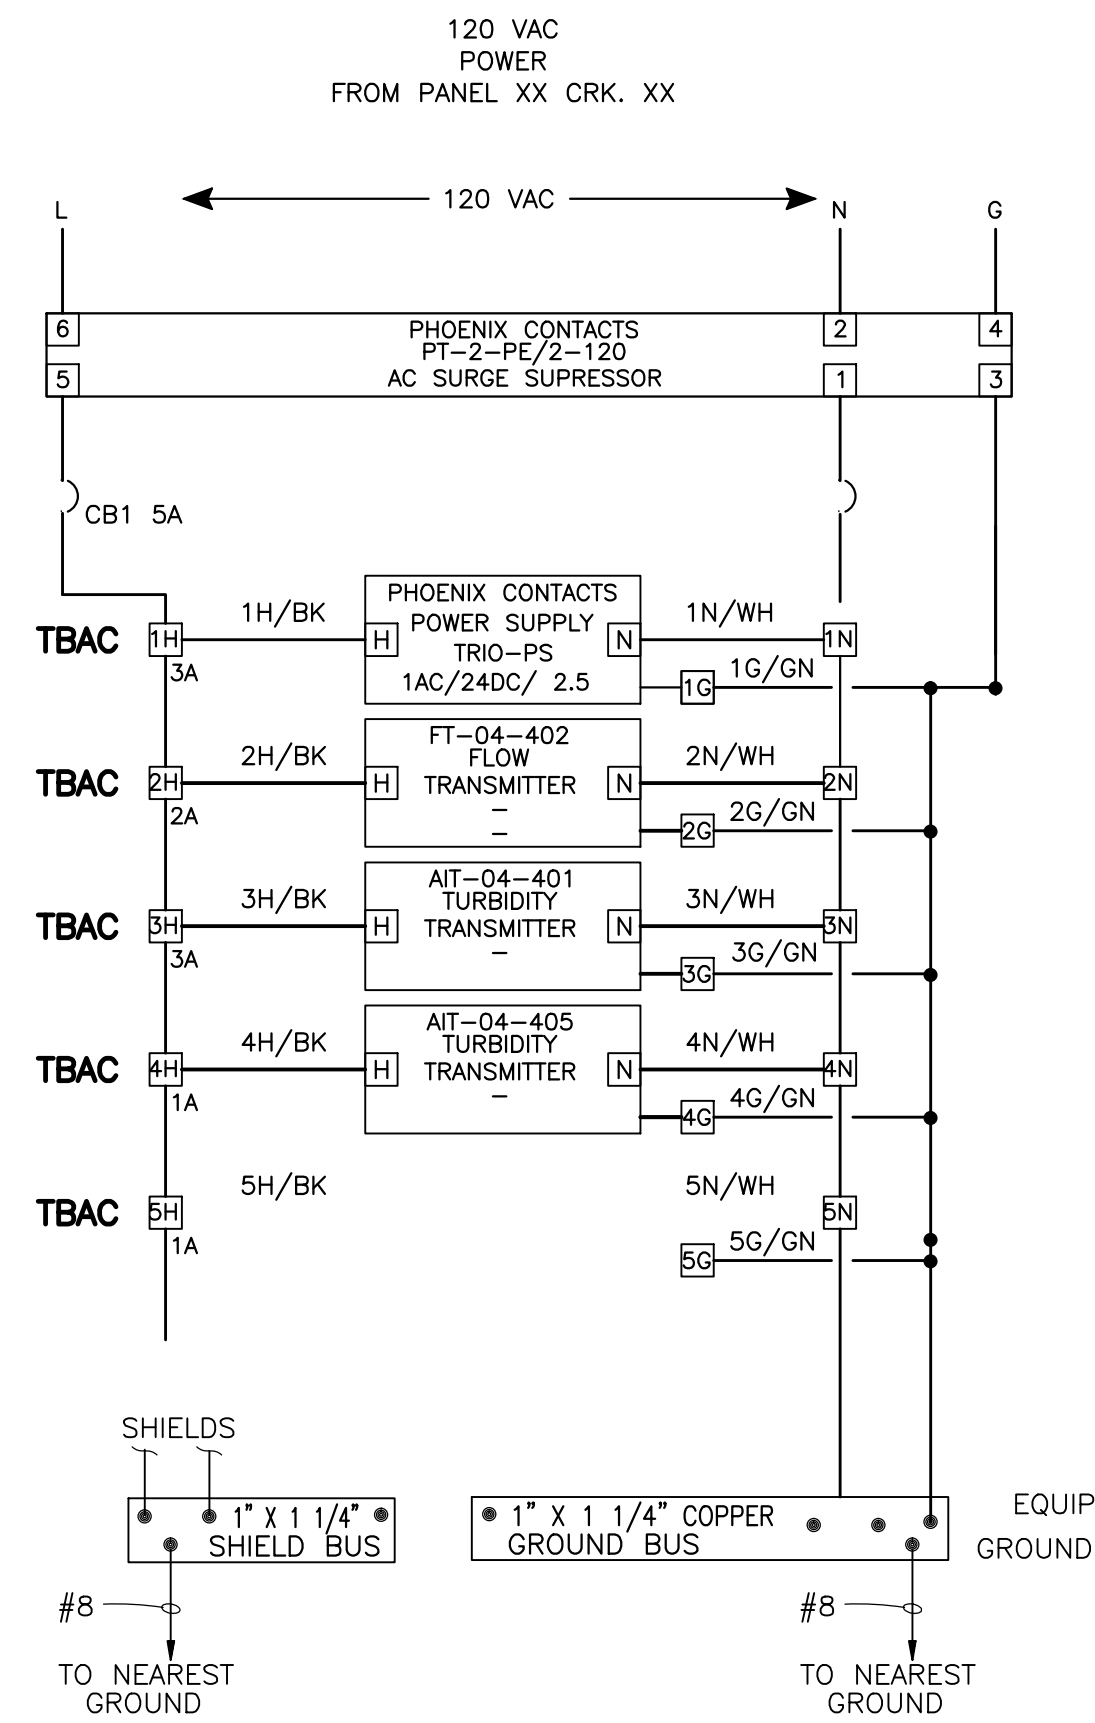 120 VAC
POWER
FROM PANEL XX CRK. XX
120 VAC
L
N
G
6
PHOENIX CONTACTS
2
4
PT-2-PE/2-120
5
AC SURGE SUPRESSOR
1
3
CB1 5A
PHOENIX CONTACTS
1H/BK
1N/WH
POWER SUPPLY
TBAC
1H
H
N
1N
TRIO-PS
3A
1G/GN
1AC/24DC/ 2.5
1G
FT-04-402
2H/BK
FLOW
2N/WH
TBAC
2H
H
TRANSMITTER
N
2N
-
2A
2G/GN
-
2G
AIT-04-401
3H/BK
TURBIDITY
3N/WH
TBAC
3H
H
TRANSMITTER
N
3N
-
3A
3G/GN
3G
AIT-04-405
4H/BK
TURBIDITY
4N/WH
TBAC
4H
H
TRANSMITTER
N
4N
-
1A
4G/GN
4G
5H/BK
5N/WH
TBAC
5H
5N
1A
5G/GN
5G
SHIELDS
1" X 1 1/4"
SHIELD BUS
1" X 1 1/4" COPPER
GROUND BUS
EQUIP
GROUND
#8
#8
TO NEAREST
GROUND
TO NEAREST
GROUND